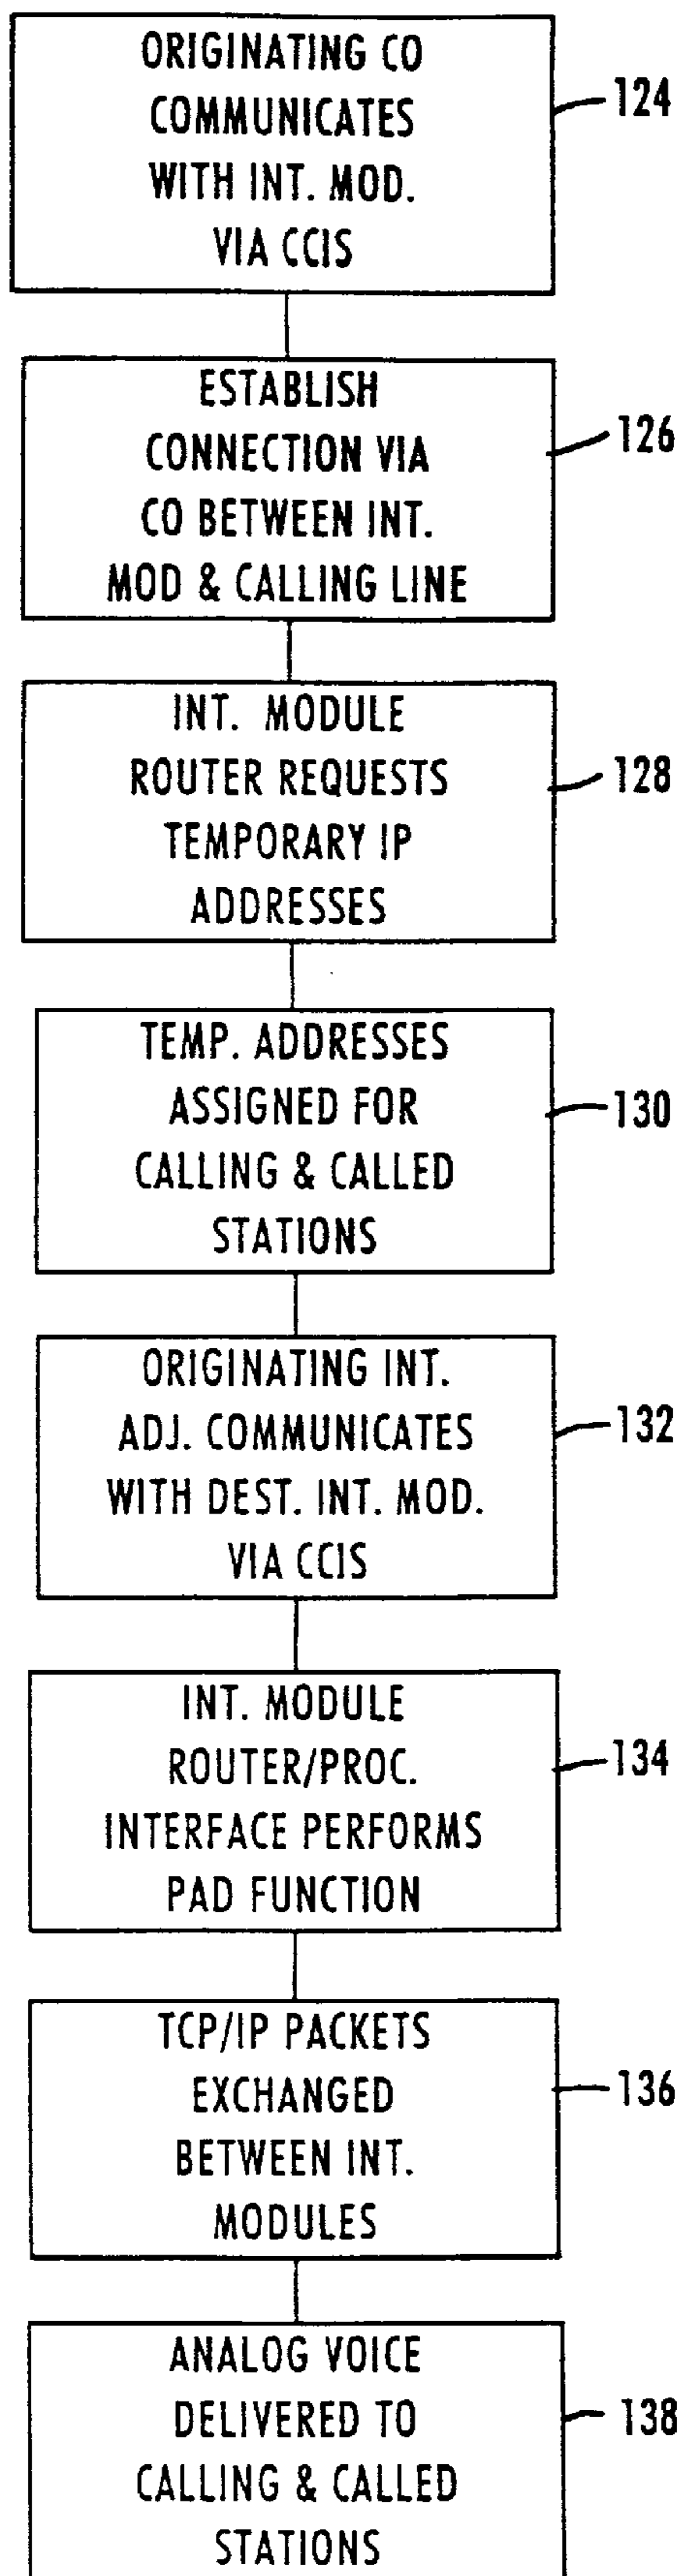 ORIGINATING CO
COMMUNICATES
WITH INT. MOD.
VIA CCIS
124
ESTABLISH
CONNECTION VIA
CO BETWEEN INT.
MOD & CALLING LINE
126
INT. MODULE
ROUTER REQUESTS
TEMPORARY IP
ADDRESSES
128
TEMP. ADDRESSES
ASSIGNED FOR
CALLING & CALLED
STATIONS
130
ORIGINATING INT.
ADJ. COMMUNICATES
WITH DEST. INT. MOD.
VIA CCIS
132
INT. MODULE
ROUTER/PROC.
INTERFACE PERFORMS
PAD FUNCTION
134
TCP/IP PACKETS
EXCHANGED
BETWEEN INT.
MODULES
136
ANALOG VOICE
DELIVERED TO
CALLING & CALLED
STATIONS
138